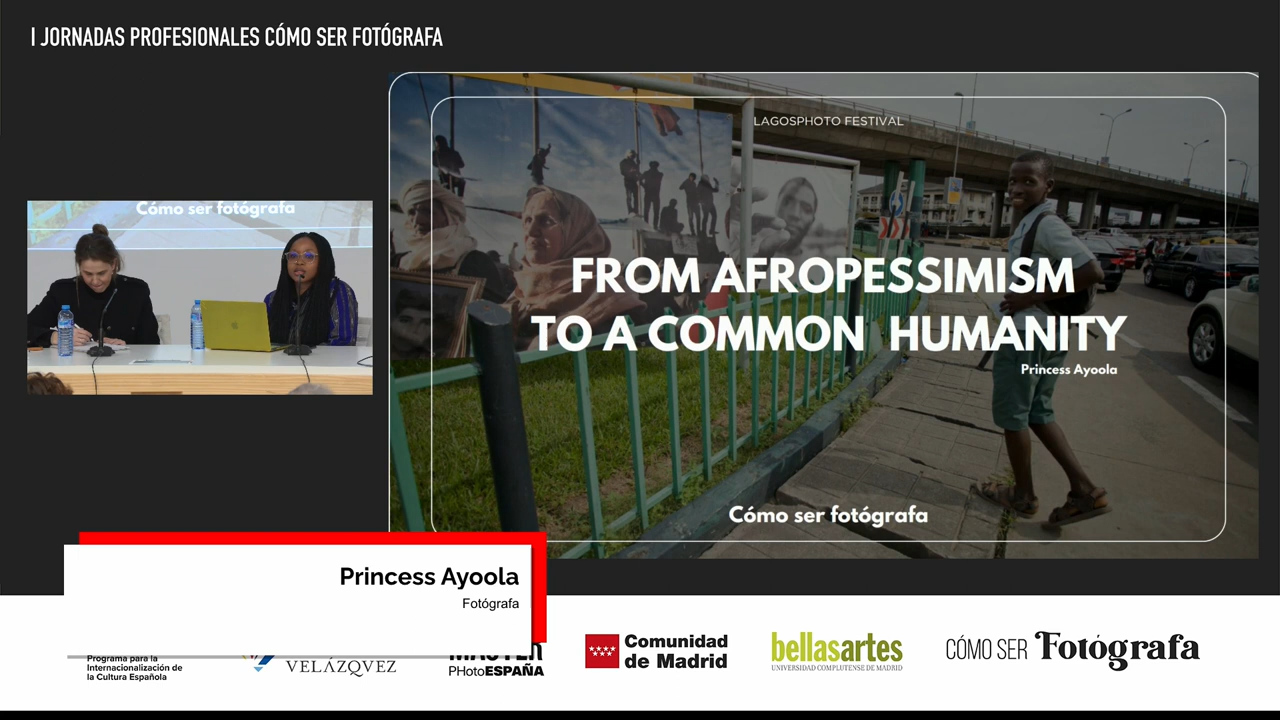 I JORNADAS PROFESIONALES CÓMO SER FOTÓGRAFA
LAGOSPHOTO FESTIVAL
FROM AFROPESSIMISM
TO A COMMON HUMANITY
Princess Ayoola
Cómo ser fotógrafa
Cómo ser fotógrafa
Princess Ayoola
Fotógrafa
Programa para la
Internacionalización de
la Cultura Española
VELÁZQVEZ
MASTER
PHotoESPAÑA
Comunidad
de Madrid
bellasartes
UNIVERSIDAD COMPLUTENSE DE MADRID
CÓMO SER Fotógrafa